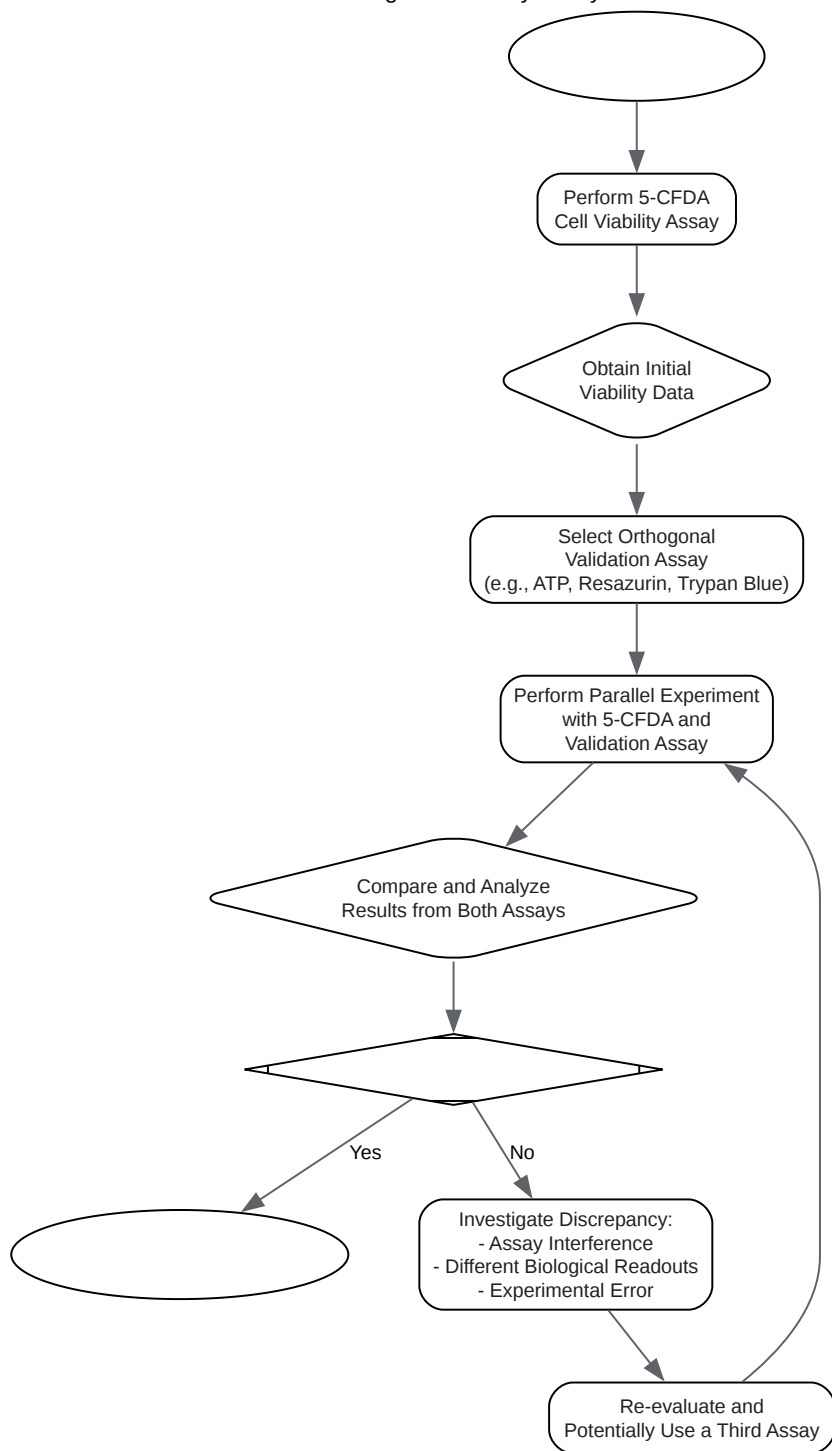 Perform 5-CFDA
Cell Viability Assay
Obtain Initial
Viability Data
Select Orthogonal
Validation Assay
(e.g., ATP, Resazurin, Trypan Blue)
Perform Parallel Experiment
with 5-CFDA and
Validation Assay
Compare and Analyze
Results from Both Assays
Yes
No
Investigate Discrepancy:
- Assay Interference
- Different Biological Readouts
- Experimental Error
Re-evaluate and
Potentially Use a Third Assay